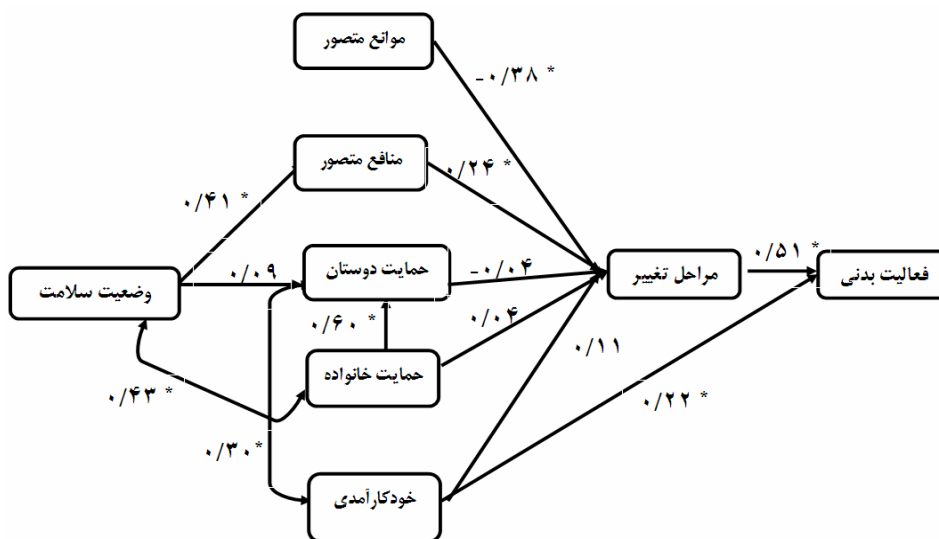 موانع متصور
-۰/۳۸ *
منافع متصور
۰/۲۴ *
۰/۴۱ *
حمایت دوستان
-۰/۰۴
مراحل تغییر
۰/۵۱ *
فعالیت بدنی
۰/۰۹
وضعیت سلامت
۰/۶۰ *
۰/۰۴
۰/۱۱
حمایت خانواده
۰/۴۳ *
۰/۲۲ *
۰/۳۰*
خودکارآمدی